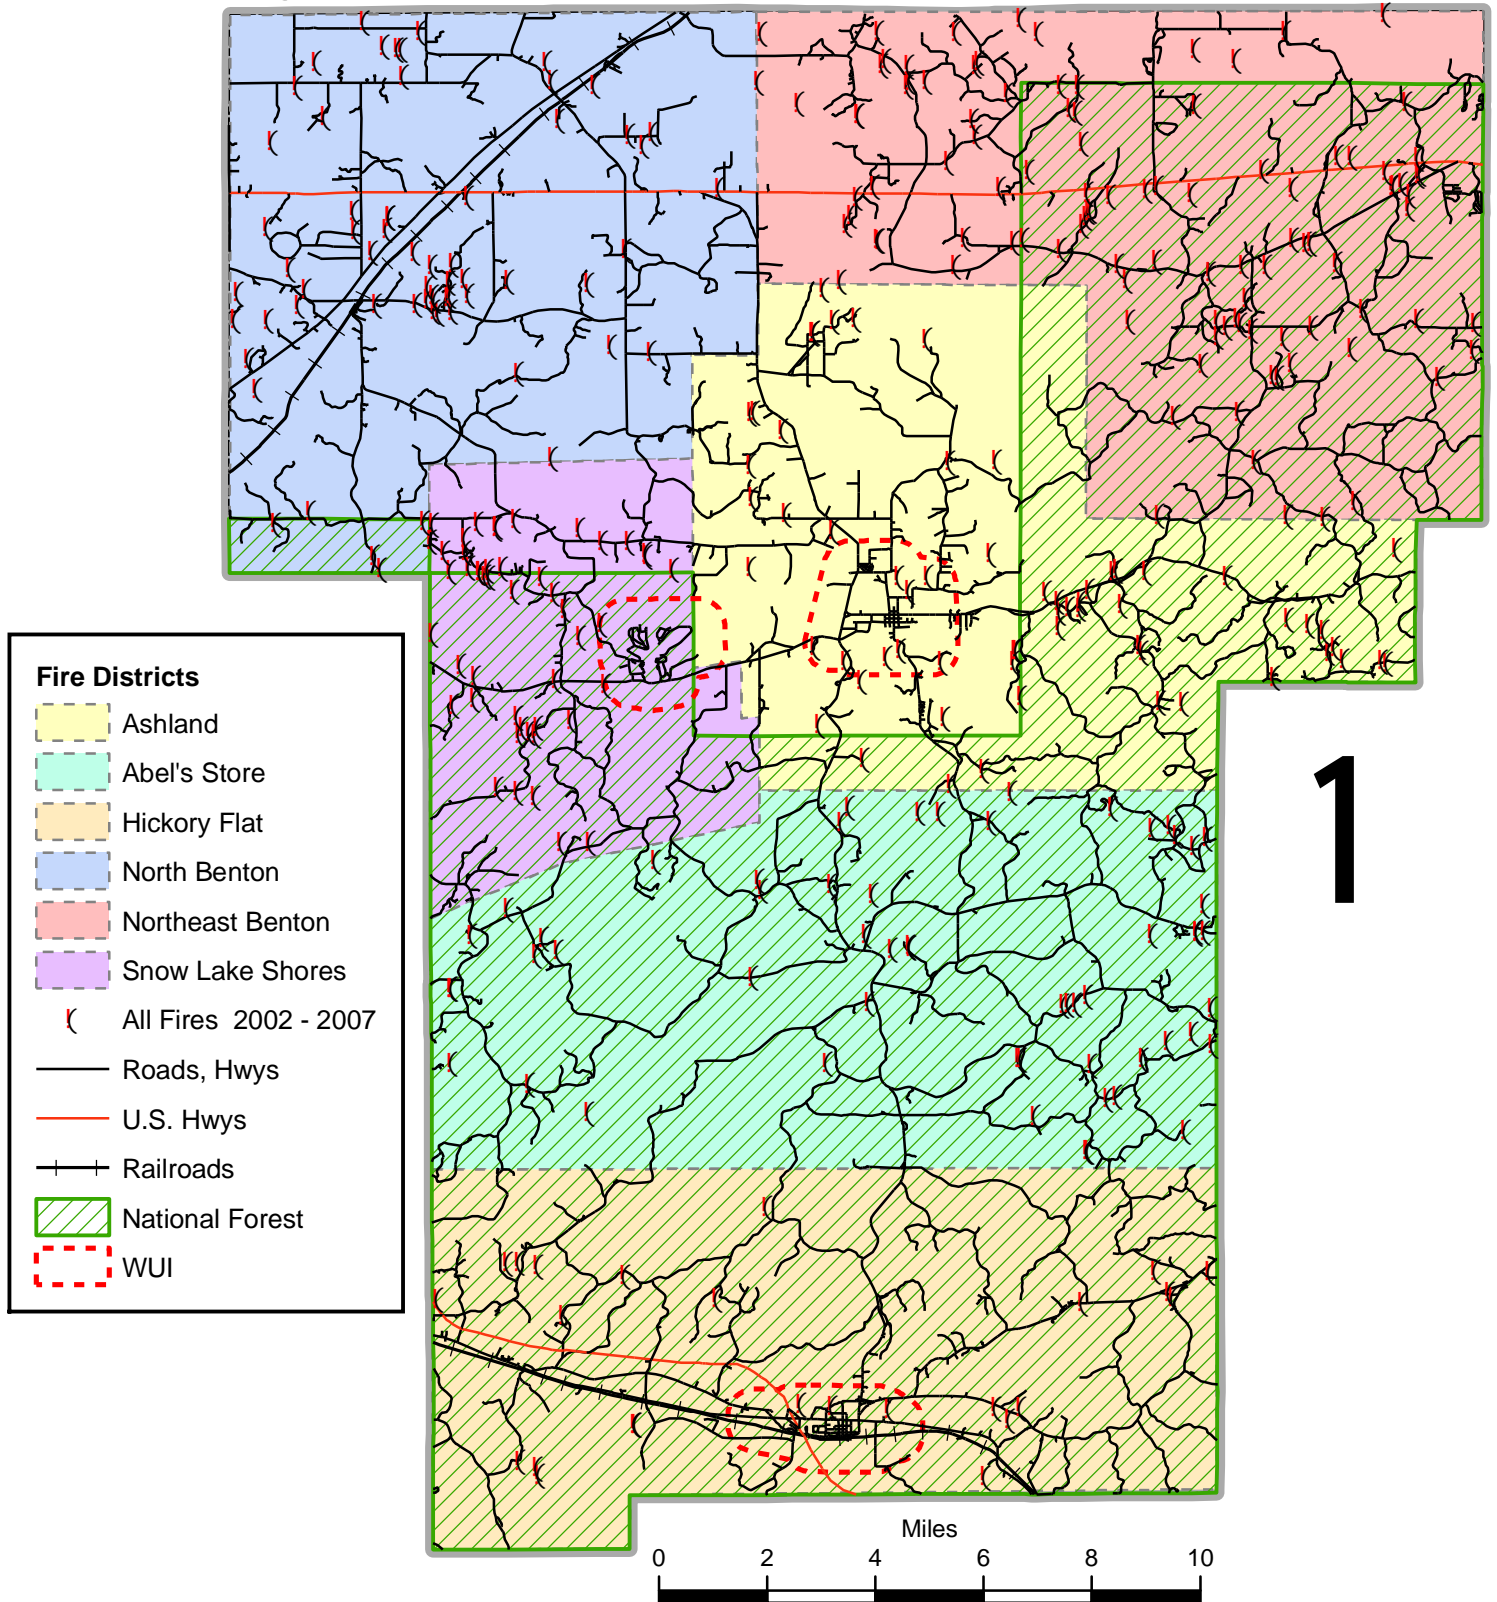 Fire Districts
Ashland
Abel's Store
Hickory Flat
North Benton
Northeast Benton
Snow Lake Shores
All Fires 2002 - 2007
Roads, Hwys
U.S. Hwys
Railroads
National Forest
WUI
1
Miles
0 2 4 6 8 10